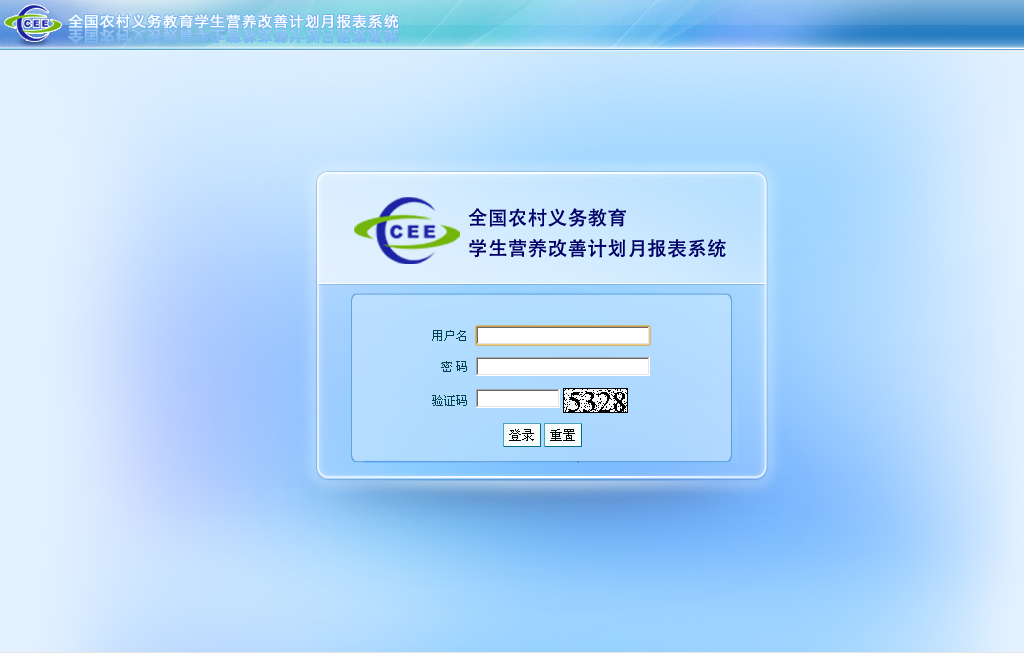 CEE 全国农村义务教育学生营养改善计划月报表系统
CEE
全国农村义务教育
学生营养改善计划月报表系统
用户名
密 码
验证码 5328
登录 重置